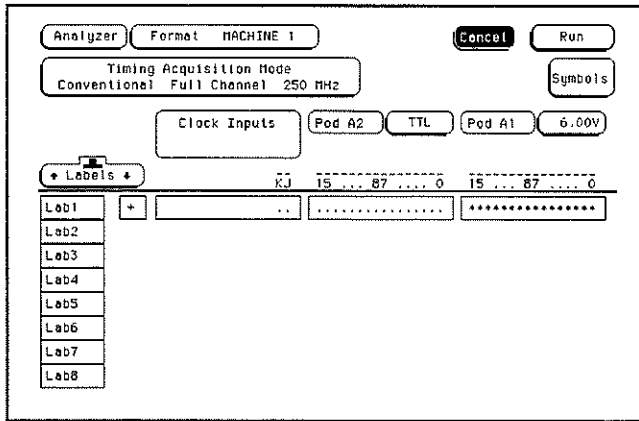 Analyzer Format MACHINE 1 Cancel Run
Timing Acquisition Mode
Conventional Full Channel 250 MHz
Symbols
Clock Inputs Pod A2 TTL Pod A1 6.00V
↑ Labels ↓
KJ 15 ... 87 .... 0 15 ... 87 .... 0
Lab1 + .. ................ ****************
Lab2
Lab3
Lab4
Lab5
Lab6
Lab7
Lab8